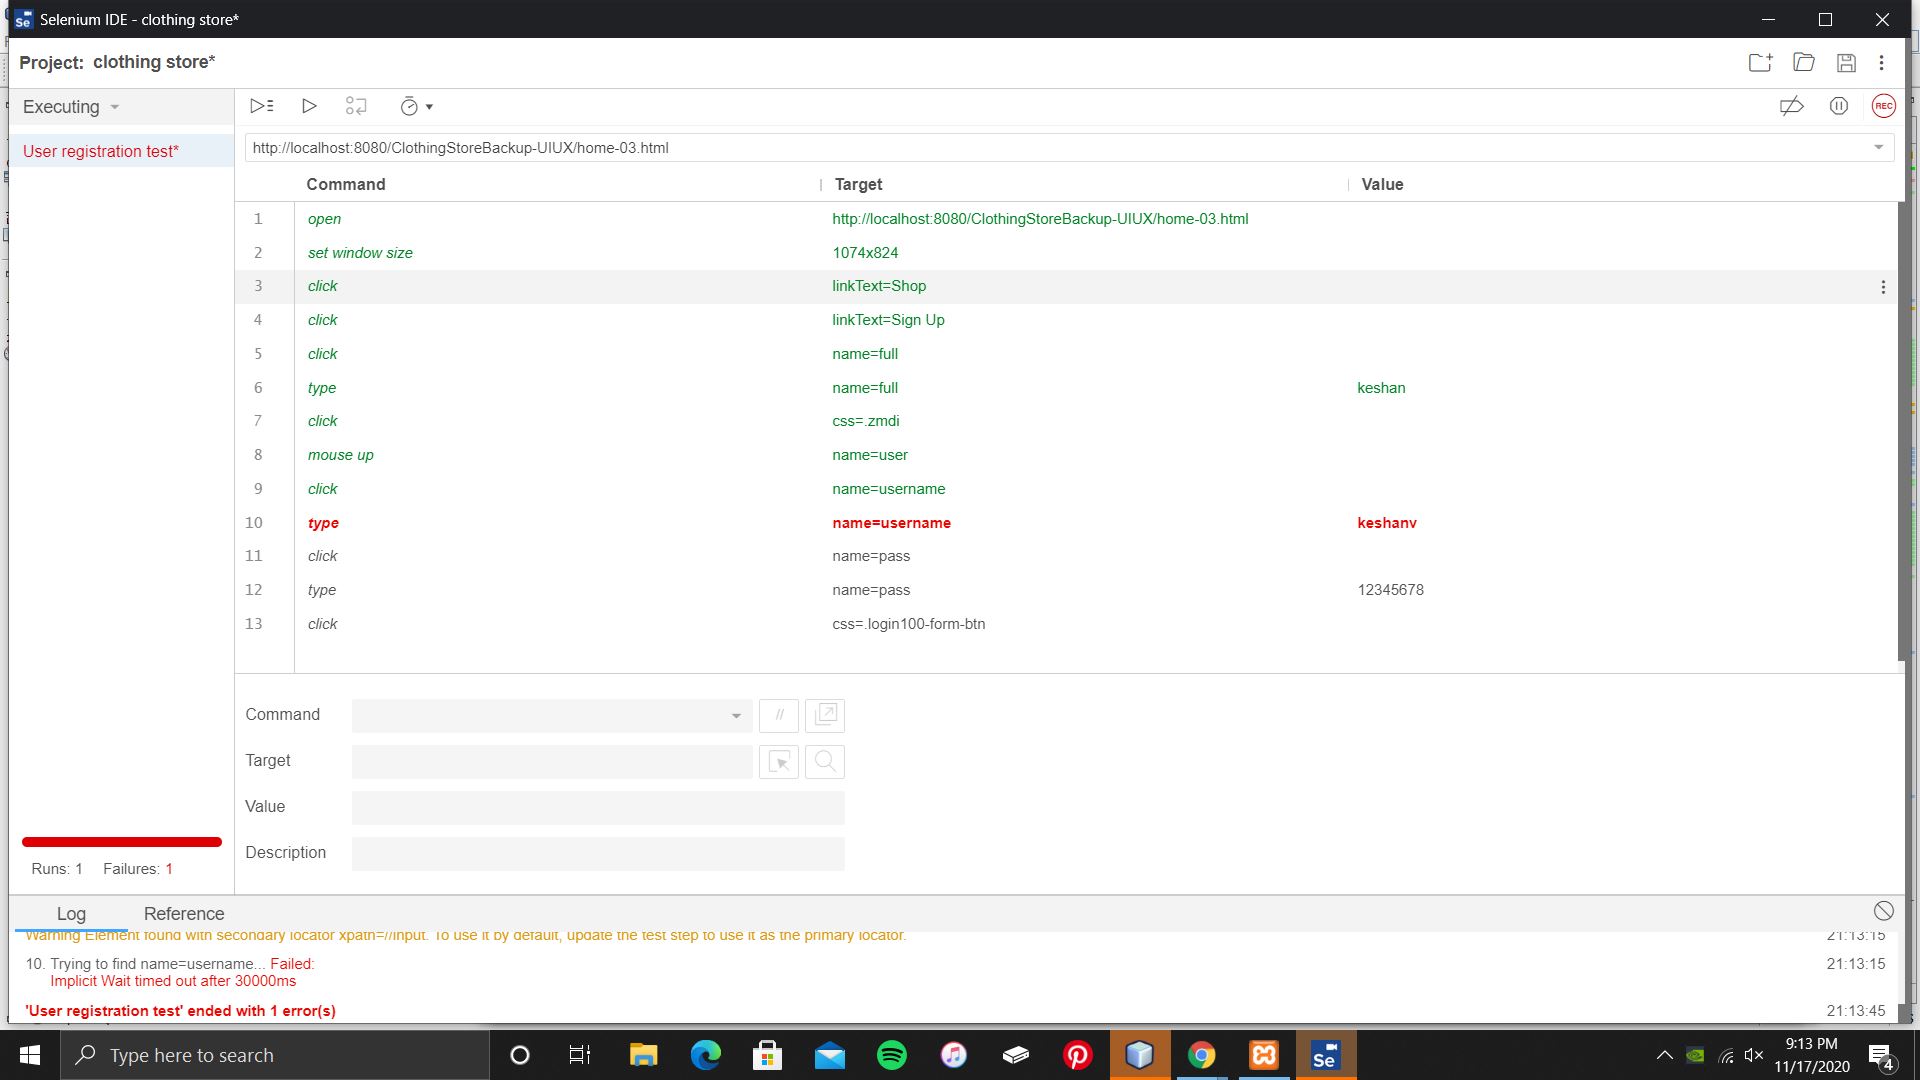 Selenium IDE - clothing store*
Project: clothing store*
Executing
REC
User registration test*
http://localhost:8080/ClothingStoreBackup-UIUX/home-03.html
Command Target Value
1 open http://localhost:8080/ClothingStoreBackup-UIUX/home-03.html
2 set window size 1074x824
3 click linkText=Shop
4 click linkText=Sign Up
5 click name=full
6 type name=full keshan
7 click css=.zmdi
8 mouse up name=user
9 click name=username
10 type name=username keshanv
11 click name=pass
12 type name=pass 12345678
13 click css=.login100-form-btn
Command //
Target
Value
Description
Runs: 1 Failures: 1
Log Reference
Warning Element found with secondary locator xpath=//input. To use it by default, update the test step to use it as the primary locator. 21:13:15
10. Trying to find name=username... Failed: 21:13:15
Implicit Wait timed out after 30000ms
'User registration test' ended with 1 error(s) 21:13:45
Type here to search
Se
9:13 PM
11/17/2020
4